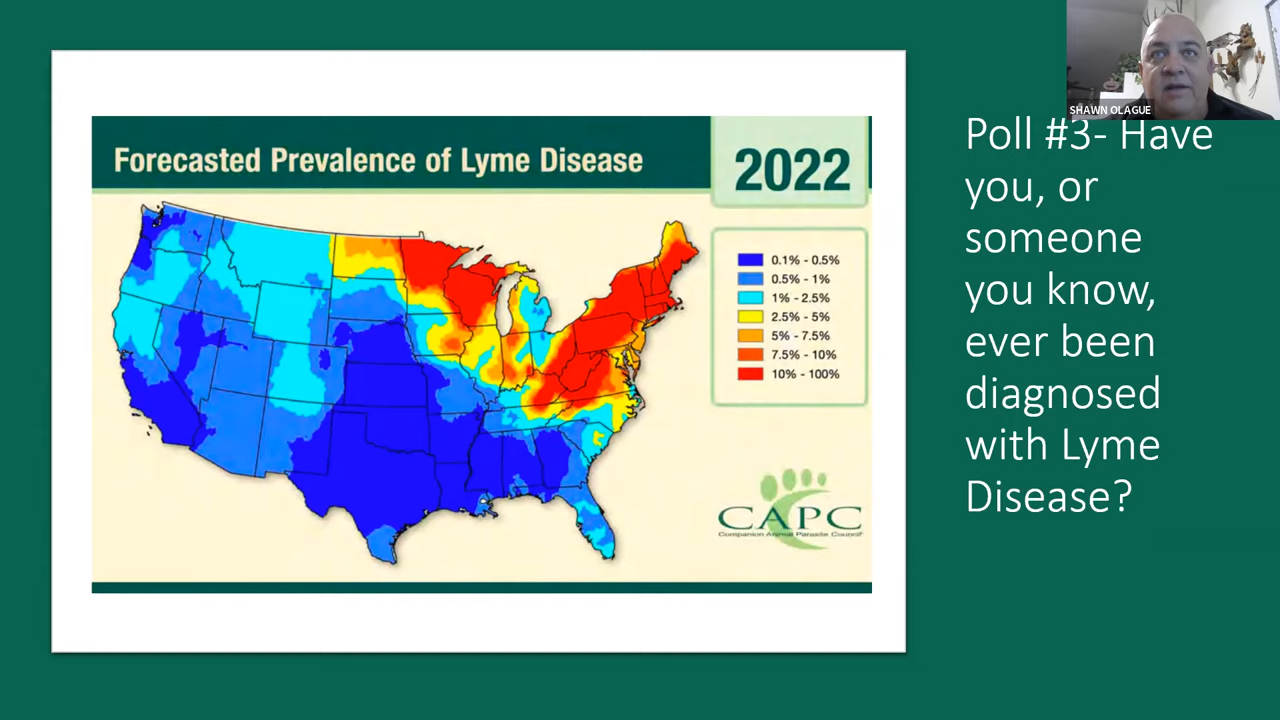 SHAWN OLAGUE
Poll #3- Have
you, or
someone
you know,
ever been
diagnosed
with Lyme
Disease?
Forecasted Prevalence of Lyme Disease
2022
0.1% - 0.5%
0.5% - 1%
1% - 2.5%
2.5% - 5%
5% - 7.5%
7.5% - 10%
10% - 100%
CAPC
Companion Animal Parasite Council